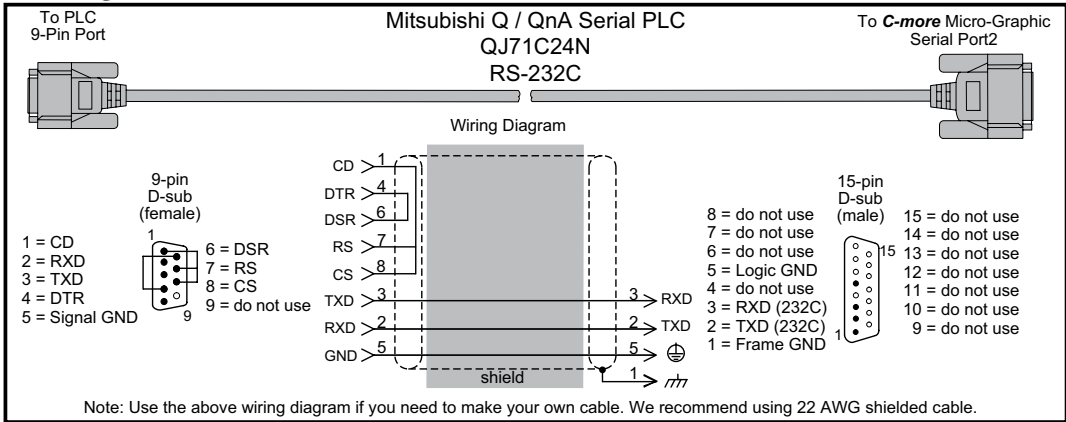 To PLC
9-Pin Port
Mitsubishi Q / QnA Serial PLC
QJ71C24N
RS-232C
To C-more Micro-Graphic
Serial Port2
Wiring Diagram
9-pin
D-sub
(female)
1
9
1 = CD
2 = RXD
3 = TXD
4 = DTR
5 = Signal GND
6 = DSR
7 = RS
8 = CS
9 = do not use
CD 1
DTR 4
DSR 6
RS 7
CS 8
TXD 3
RXD 2
GND 5
shield
3 RXD
2 TXD
5
1
8 = do not use
7 = do not use
6 = do not use
5 = Logic GND
4 = do not use
3 = RXD (232C)
2 = TXD (232C)
1 = Frame GND
15-pin
D-sub
(male)
15
1
15 = do not use
14 = do not use
13 = do not use
12 = do not use
11 = do not use
10 = do not use
9 = do not use
Note: Use the above wiring diagram if you need to make your own cable. We recommend using 22 AWG shielded cable.